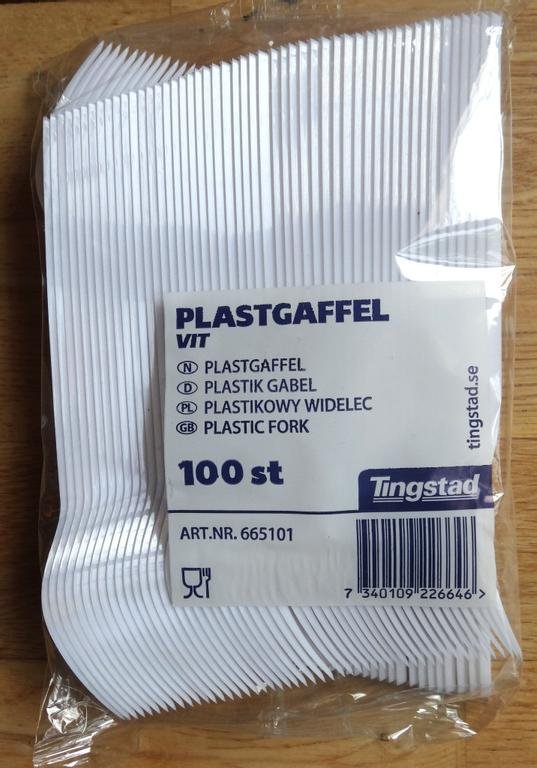 PLASTGAFFEL
VIT
N PLASTGAFFEL
D PLASTIK GABEL
PL PLASTIKOWY WIDELEC
GB PLASTIC FORK
tingstad.se
100 st
Tingstad
ART.NR. 665101
7 340109 226646 >